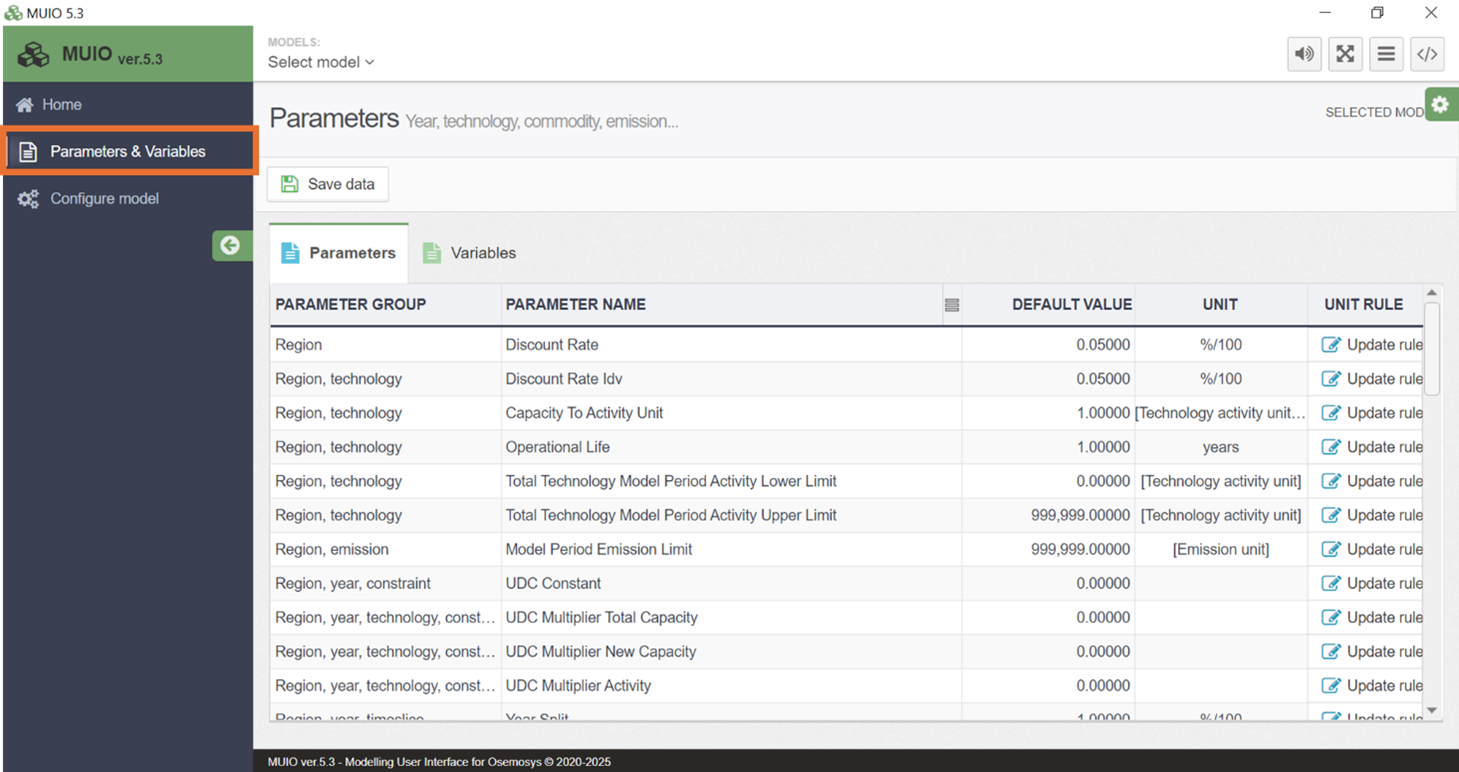 MUIO 5.3
MUIO ver.5.3
MODELS:
Select model
Home
Parameters & Variables
Configure model
Parameters Year, technology, commodity, emission...
SELECTED MOD
Save data
Parameters Variables
PARAMETER GROUP PARAMETER NAME DEFAULT VALUE UNIT UNIT RULE
Region Discount Rate 0.05000 %/100 Update rule
Region, technology Discount Rate Idv 0.05000 %/100 Update rule
Region, technology Capacity To Activity Unit 1.00000 [Technology activity unit... Update rule
Region, technology Operational Life 1.00000 years Update rule
Region, technology Total Technology Model Period Activity Lower Limit 0.00000 [Technology activity unit] Update rule
Region, technology Total Technology Model Period Activity Upper Limit 999,999.00000 [Technology activity unit] Update rule
Region, emission Model Period Emission Limit 999,999.00000 [Emission unit] Update rule
Region, year, constraint UDC Constant 0.00000 Update rule
Region, year, technology, const... UDC Multiplier Total Capacity 0.00000 Update rule
Region, year, technology, const... UDC Multiplier New Capacity 0.00000 Update rule
Region, year, technology, const... UDC Multiplier Activity 0.00000 Update rule
Region, year, timeslice Year Split 1.00000 %/100 Update rule
MUIO ver.5.3 - Modelling User Interface for Osemosys © 2020-2025